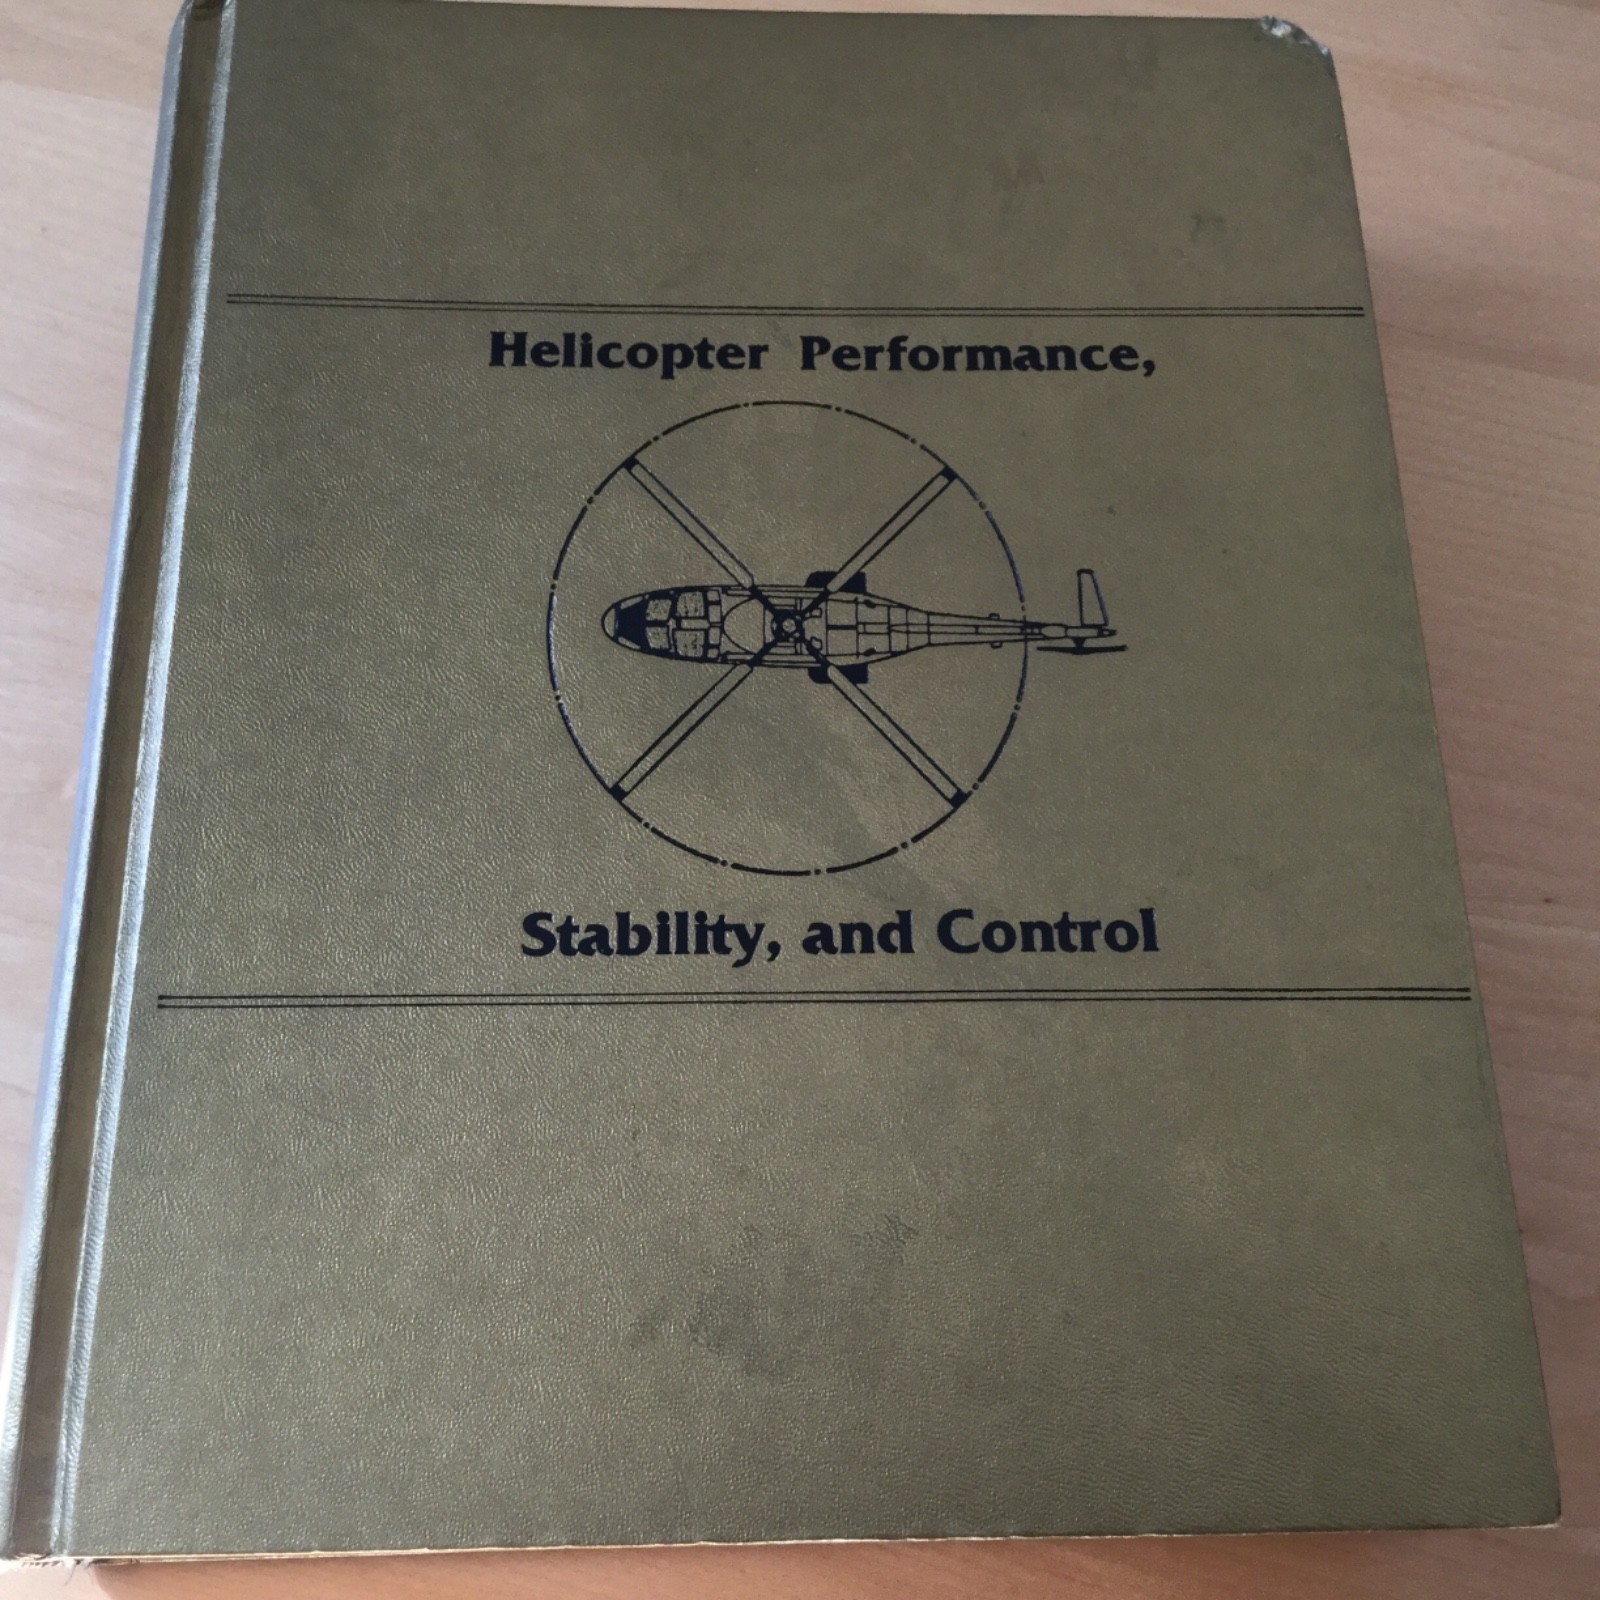 Helicopter Performance,
Stability, and Control